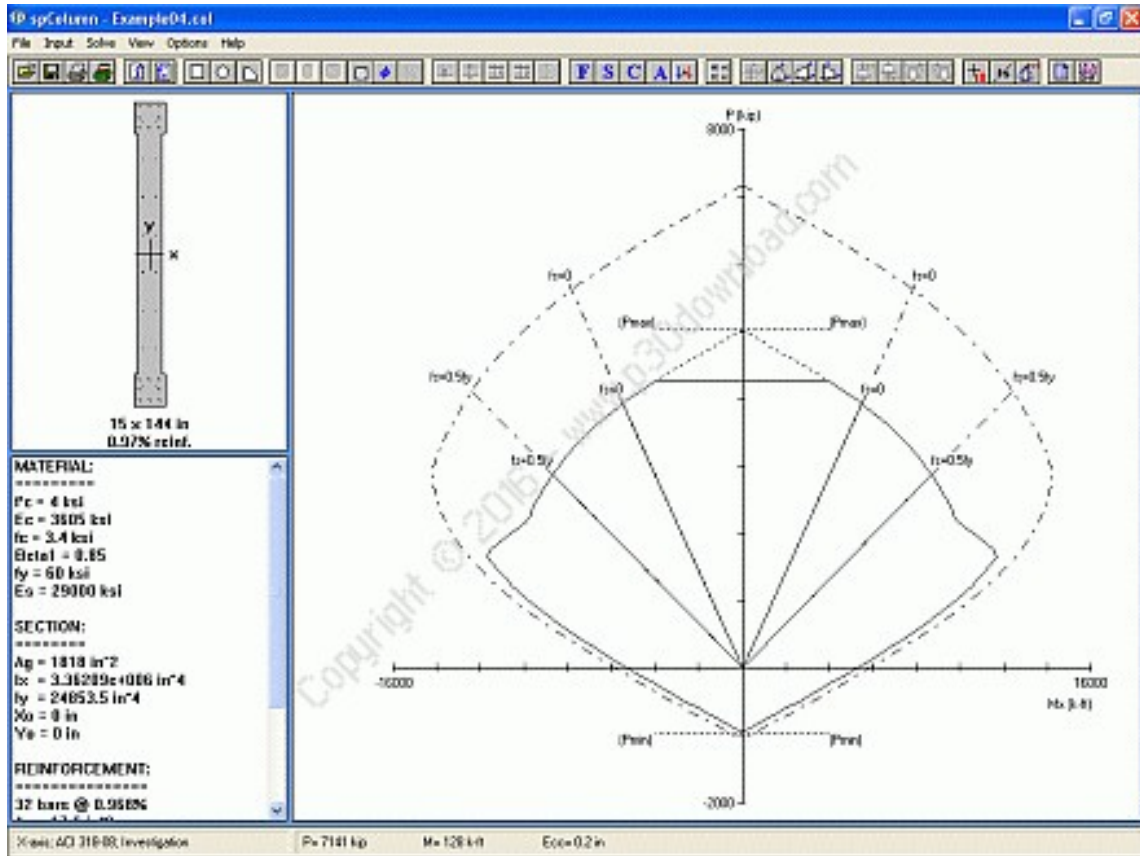 spColumn - Example04.col
File Input Solve View Options Help
F S C A
Y
X
15 x 144 in
0.97% reinf.
MATERIAL:
=========
f'c = 4 ksi
Ec = 3605 ksi
fc = 3.4 ksi
Beta1 = 0.85
fy = 60 ksi
Es = 29000 ksi
SECTION:
========
Ag = 1818 in^2
Ix = 3.36209e+006 in^4
Iy = 24853.5 in^4
Xo = 0 in
Yo = 0 in
REINFORCEMENT:
==============
32 bars @ 0.968%
P (kip)
8000
fs=0
fs=0
(Pmax)
(Pmax)
fs=0.5fy
fs=0.5fy
fs=0
fs=0
fs=0.5fy
fs=0.5fy
-16000
16000
Mx (k-ft)
(Pmin)
(Pmin)
-2000
Copyright © 2016 - www.p30download.com
X-axis; ACI 318-08; Investigation
P= 7141 kip
M= 128 k-ft
Ecc= 0.2 in